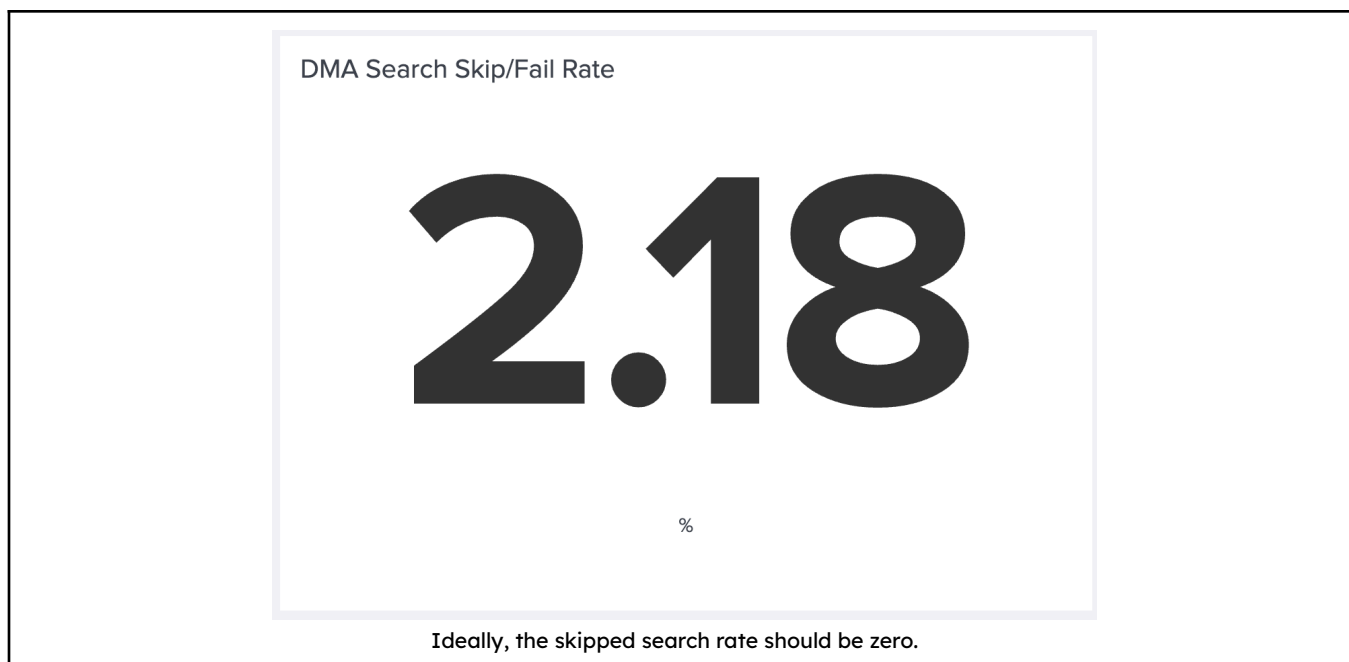 DMA Search Skip/Fail Rate
2.18
%
Ideally, the skipped search rate should be zero.